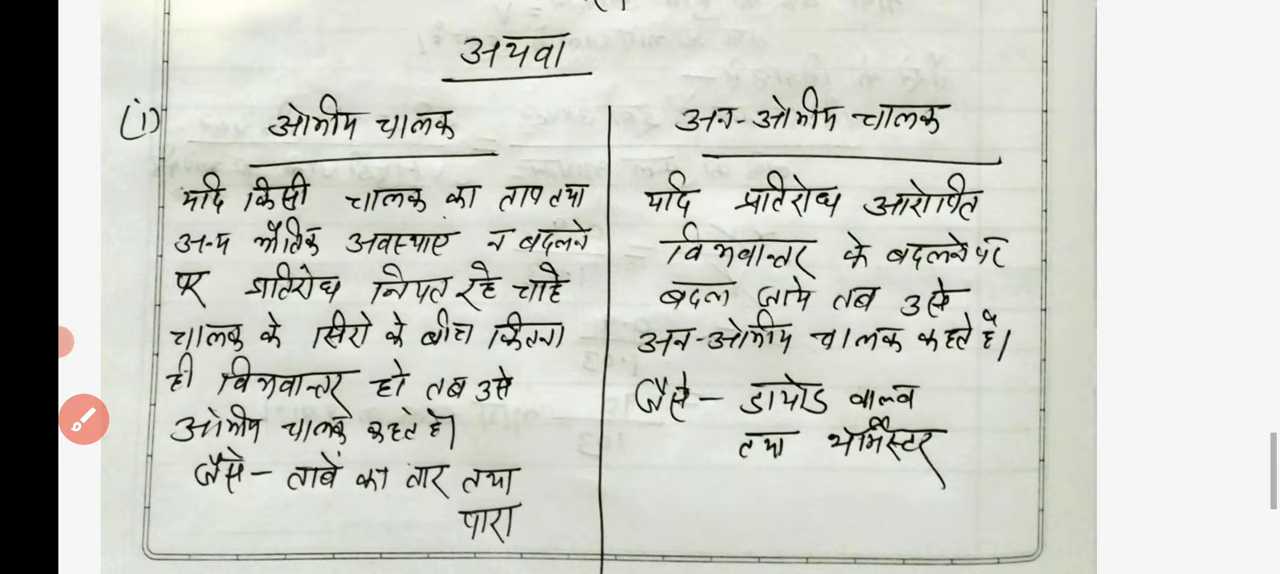 अथवा
(i)
ओमीय चालक
यदि किसी चालक का ताप तथा
अन्य भौतिक अवस्थाएं न बदलने
पर प्रतिरोध नियत रहे चाहे
चालक के सिरो के बीच कितना
ही विभवान्तर हो तब उसे
ओमीय चालक कहते है।
जैसे - ताबें का तार तथा
पारा
अन-ओमीय चालक
यदि प्रतिरोध आरोपित
विभवान्तर के बदलने पर
बदल जाये तब उसे
अन-ओमीय चालक कहते है।
जैसे - डायोड वाल्व
तथा थर्मिस्टर